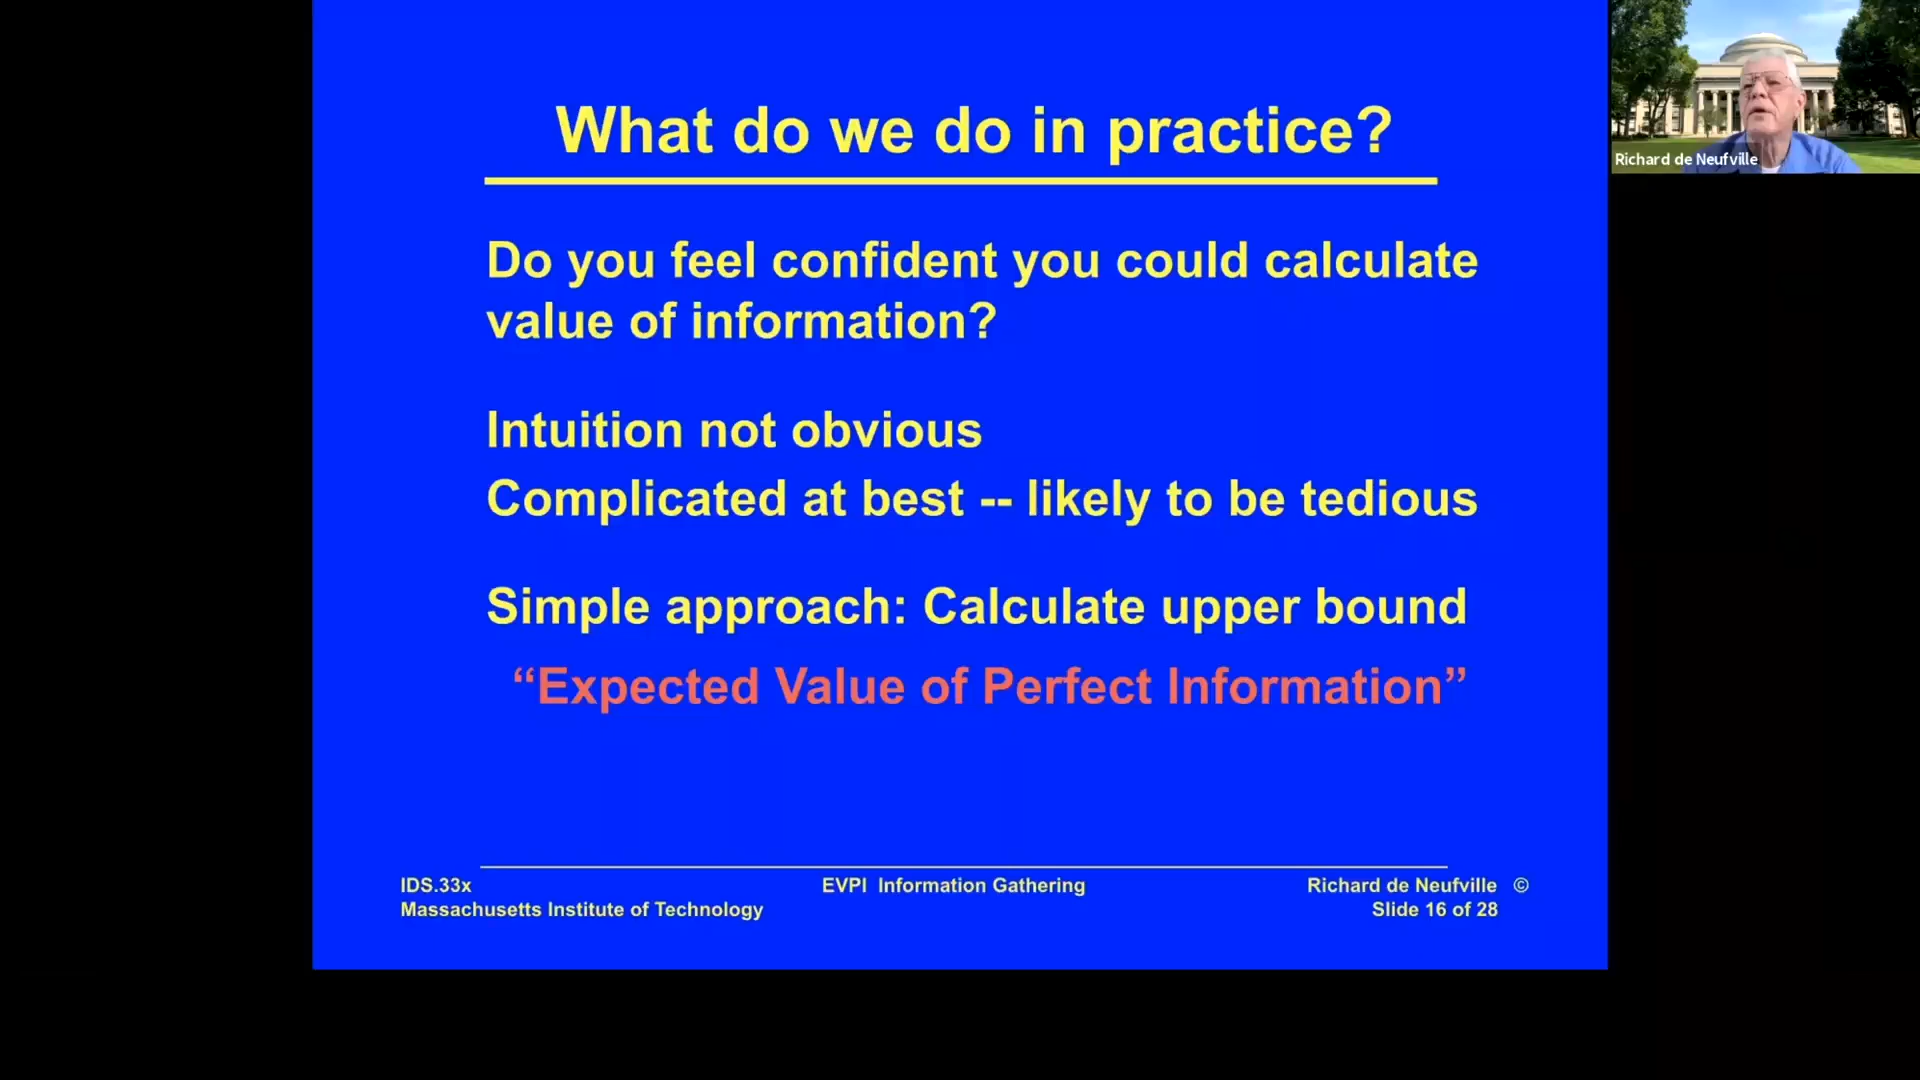 What do we do in practice?
Do you feel confident you could calculate
value of information?
Intuition not obvious
Complicated at best -- likely to be tedious
Simple approach: Calculate upper bound
“Expected Value of Perfect Information”
IDS.33x
Massachusetts Institute of Technology
EVPI Information Gathering
Richard de Neufville ©
Slide 16 of 28
Richard de Neufville